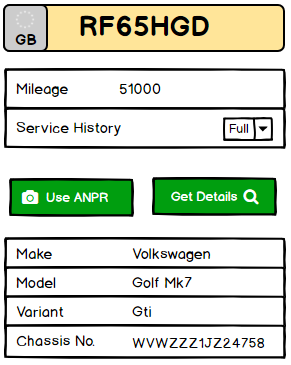 GB RF65HGD
Mileage 51000
Service History Full
Use ANPR Get Details
Make Volkswagen
Model Golf Mk7
Variant Gti
Chassis No. WVWZZZ1JZ24758